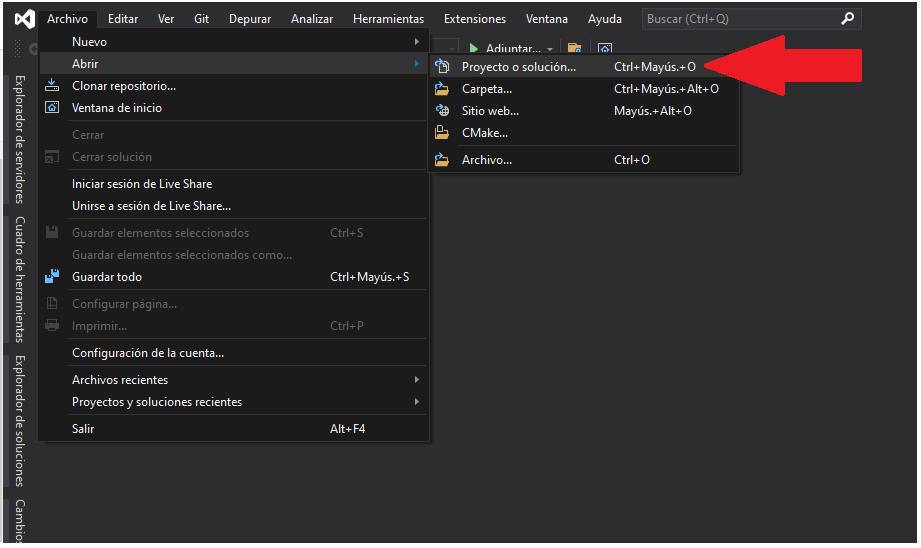 Archivo Editar Ver Git Depurar Analizar Herramientas Extensiones Ventana Ayuda Buscar (Ctrl+Q)
Adjuntar...
Nuevo
Abrir
Clonar repositorio...
Ventana de inicio
Cerrar
Cerrar solución
Iniciar sesión de Live Share
Unirse a sesión de Live Share...
Guardar elementos seleccionados Ctrl+S
Guardar elementos seleccionados como...
Guardar todo Ctrl+Mayús.+S
Configurar página...
Imprimir... Ctrl+P
Configuración de la cuenta...
Archivos recientes
Proyectos y soluciones recientes
Salir Alt+F4
Proyecto o solución... Ctrl+Mayús.+O
Carpeta... Ctrl+Mayús.+Alt+O
Sitio web... Mayús.+Alt+O
CMake...
Archivo... Ctrl+O
Explorador de servidores
Cuadro de herramientas
Explorador de soluciones
Cambios